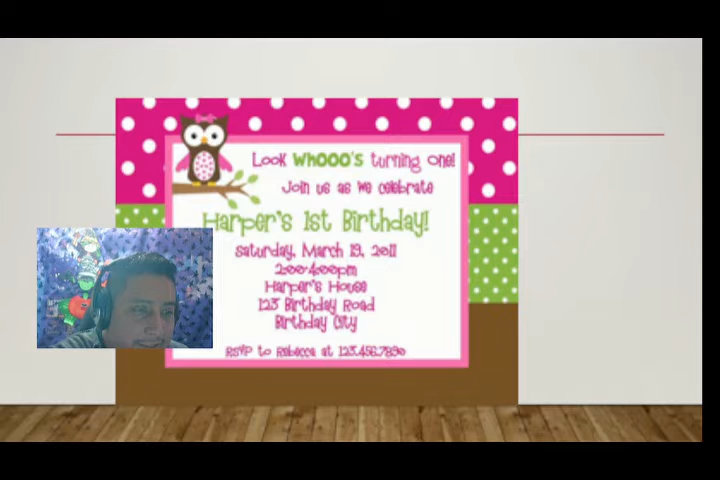 Look whooo's turning one!
Join us as we celebrate
Harper's 1st Birthday!
saturday, March 19, 2011
2:00-4:00pm
Harper's House
123 Birthday Road
Birthday City
RSVP to Rebecca at 123.456.7890